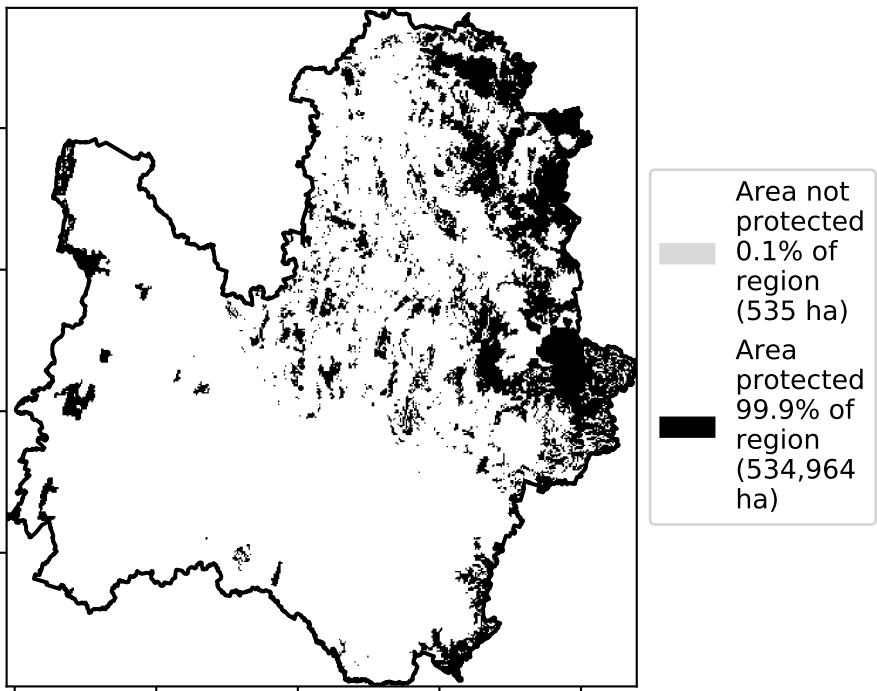 Area not
protected
0.1% of
region
(535 ha)
Area
protected
99.9% of
region
(534,964
ha)